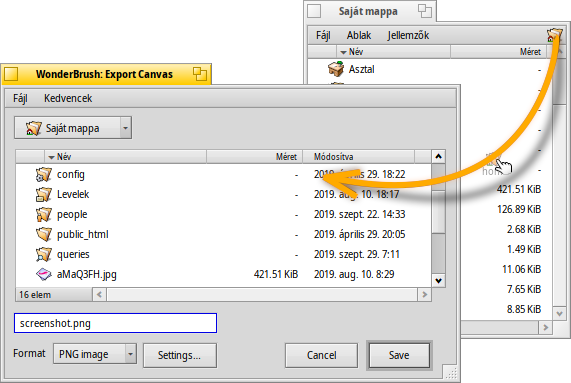 Saját mappa
Fájl Ablak Jellemzők
Név Méret
Asztal -
-
-
-
-
421.51 KiB
126.89 KiB
2.68 KiB
1.49 KiB
11.06 KiB
7.65 KiB
8.85 KiB
WonderBrush: Export Canvas
Fájl Kedvencek
Saját mappa
Név Méret Módosítva
config - 2019. április 29. 18:22
Levelek - 2019. aug. 10. 18:17
people - 2019. szept. 22. 14:33
public_html - 2019. április 29. 20:05
queries - 2019. szept. 29. 7:11
aMaQ3FH.jpg 421.51 KiB 2019. aug. 10. 8:29
16 elem
screenshot.png
Format PNG image Settings... Cancel Save